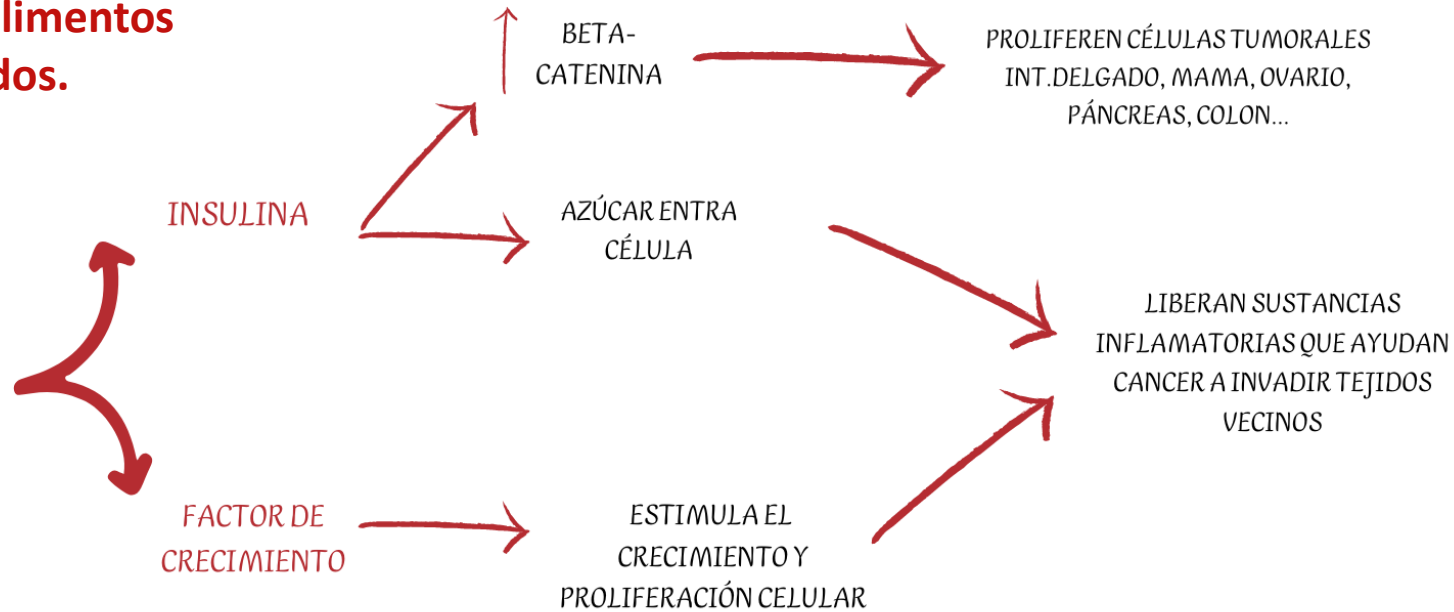 limentos
dos.
BETA-
CATENINA
PROLIFEREN CÉLULAS TUMORALES
INT.DELGADO, MAMA, OVARIO,
PÁNCREAS, COLON...
INSULINA
AZÚCAR ENTRA
CÉLULA
LIBERAN SUSTANCIAS
INFLAMATORIAS QUE AYUDAN
CANCER A INVADIR TEJIDOS
VECINOS
FACTOR DE
CRECIMIENTO
ESTIMULA EL
CRECIMIENTO Y
PROLIFERACIÓN CELULAR